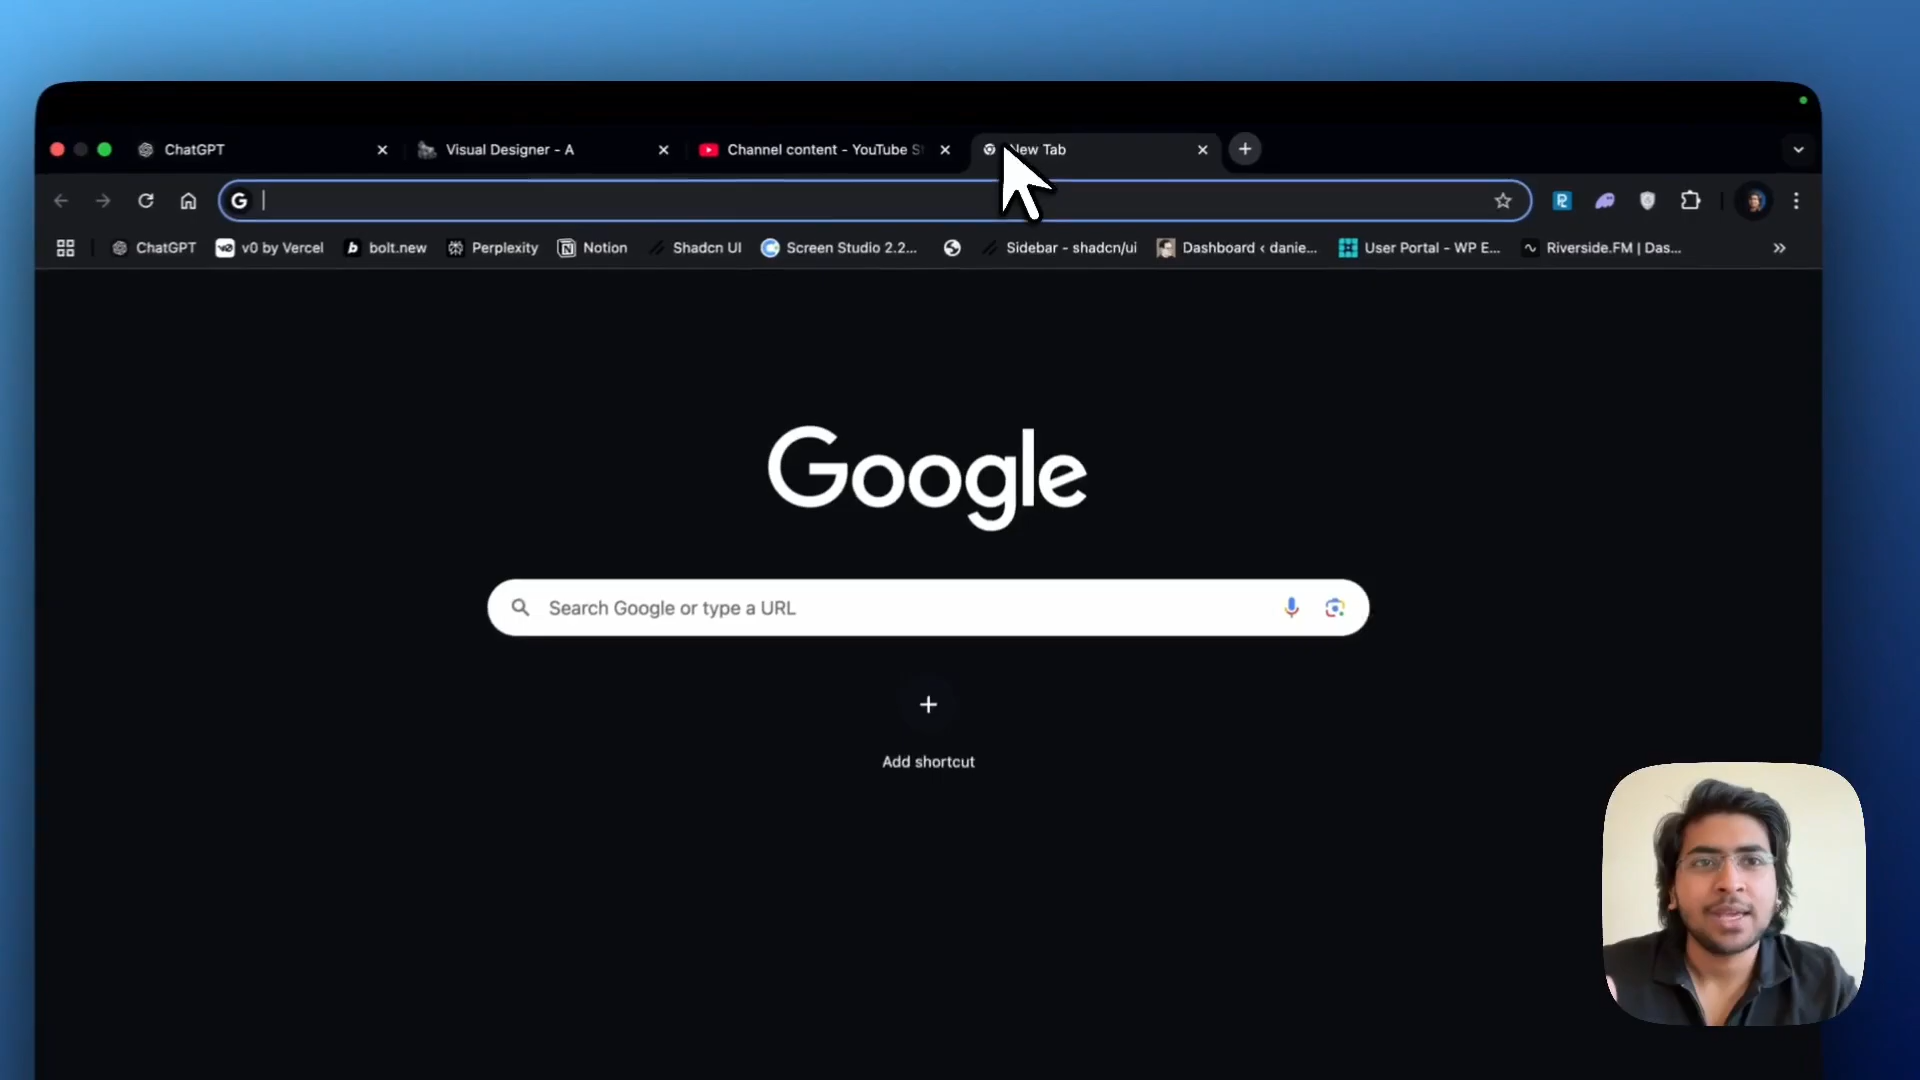 ChatGPT
Visual Designer - A
Channel content - YouTube S
New Tab
ChatGPT
v0 by Vercel
bolt.new
Perplexity
Notion
Shadcn UI
Screen Studio 2.2...
Sidebar - shadcn/ui
Dashboard ‹ danie...
User Portal - WP E...
Riverside.FM | Das...
Google
Search Google or type a URL
Add shortcut